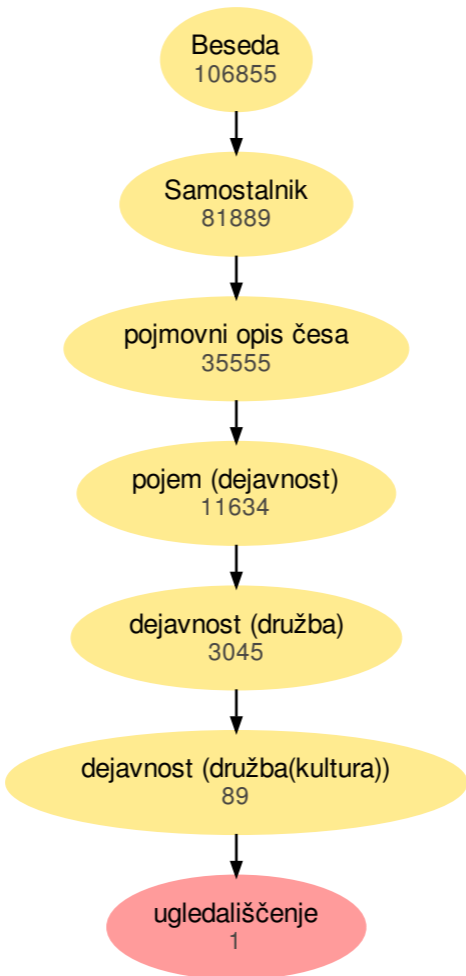 Beseda
106855
Samostalnik
81889
pojmovni opis česa
35555
pojem (dejavnost)
11634
dejavnost (družba)
3045
dejavnost (družba(kultura))
89
ugledališčenje
1